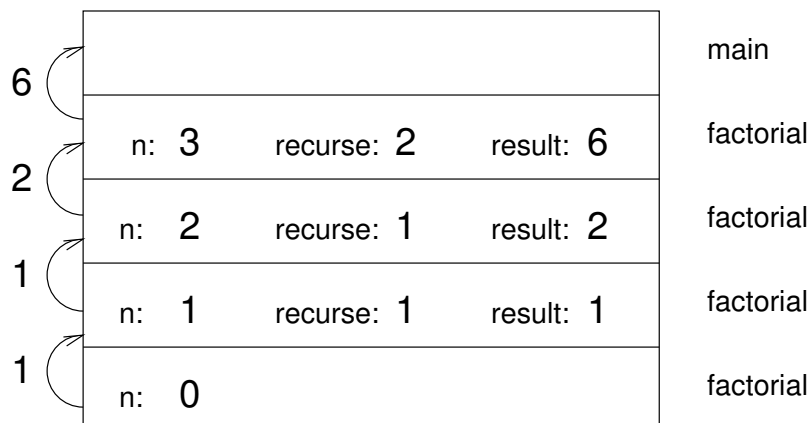 main
6
n: 3 recurse: 2 result: 6 factorial
2
n: 2 recurse: 1 result: 2 factorial
1
n: 1 recurse: 1 result: 1 factorial
1
n: 0 factorial